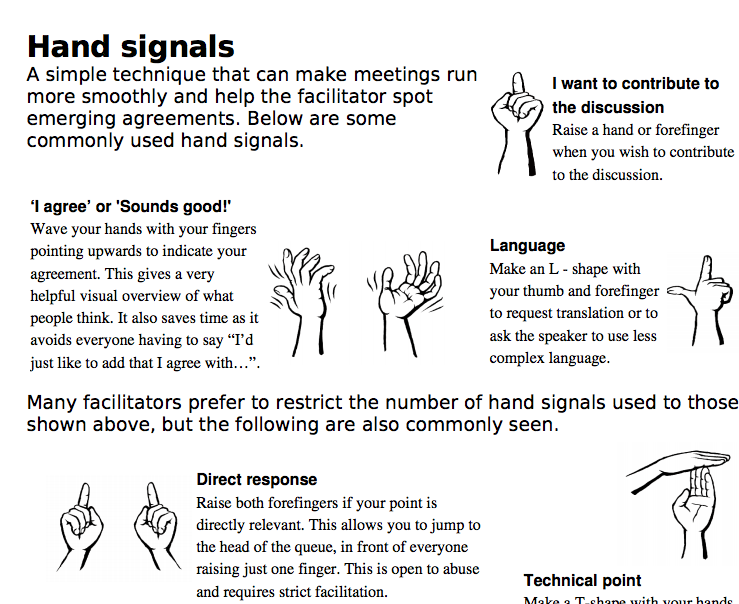 Hand signals
A simple technique that can make meetings run
more smoothly and help the facilitator spot
emerging agreements. Below are some
commonly used hand signals.
I want to contribute to
the discussion
Raise a hand or forefinger
when you wish to contribute
to the discussion.
‘I agree’ or 'Sounds good!'
Wave your hands with your fingers
pointing upwards to indicate your
agreement. This gives a very
helpful visual overview of what
people think. It also saves time as it
avoids everyone having to say “I’d
just like to add that I agree with…”.
Language
Make an L - shape with
your thumb and forefinger
to request translation or to
ask the speaker to use less
complex language.
Many facilitators prefer to restrict the number of hand signals used to those
shown above, but the following are also commonly seen.
Direct response
Raise both forefingers if your point is
directly relevant. This allows you to jump to
the head of the queue, in front of everyone
raising just one finger. This is open to abuse
and requires strict facilitation.
Technical point
Make a T-shape with your hands